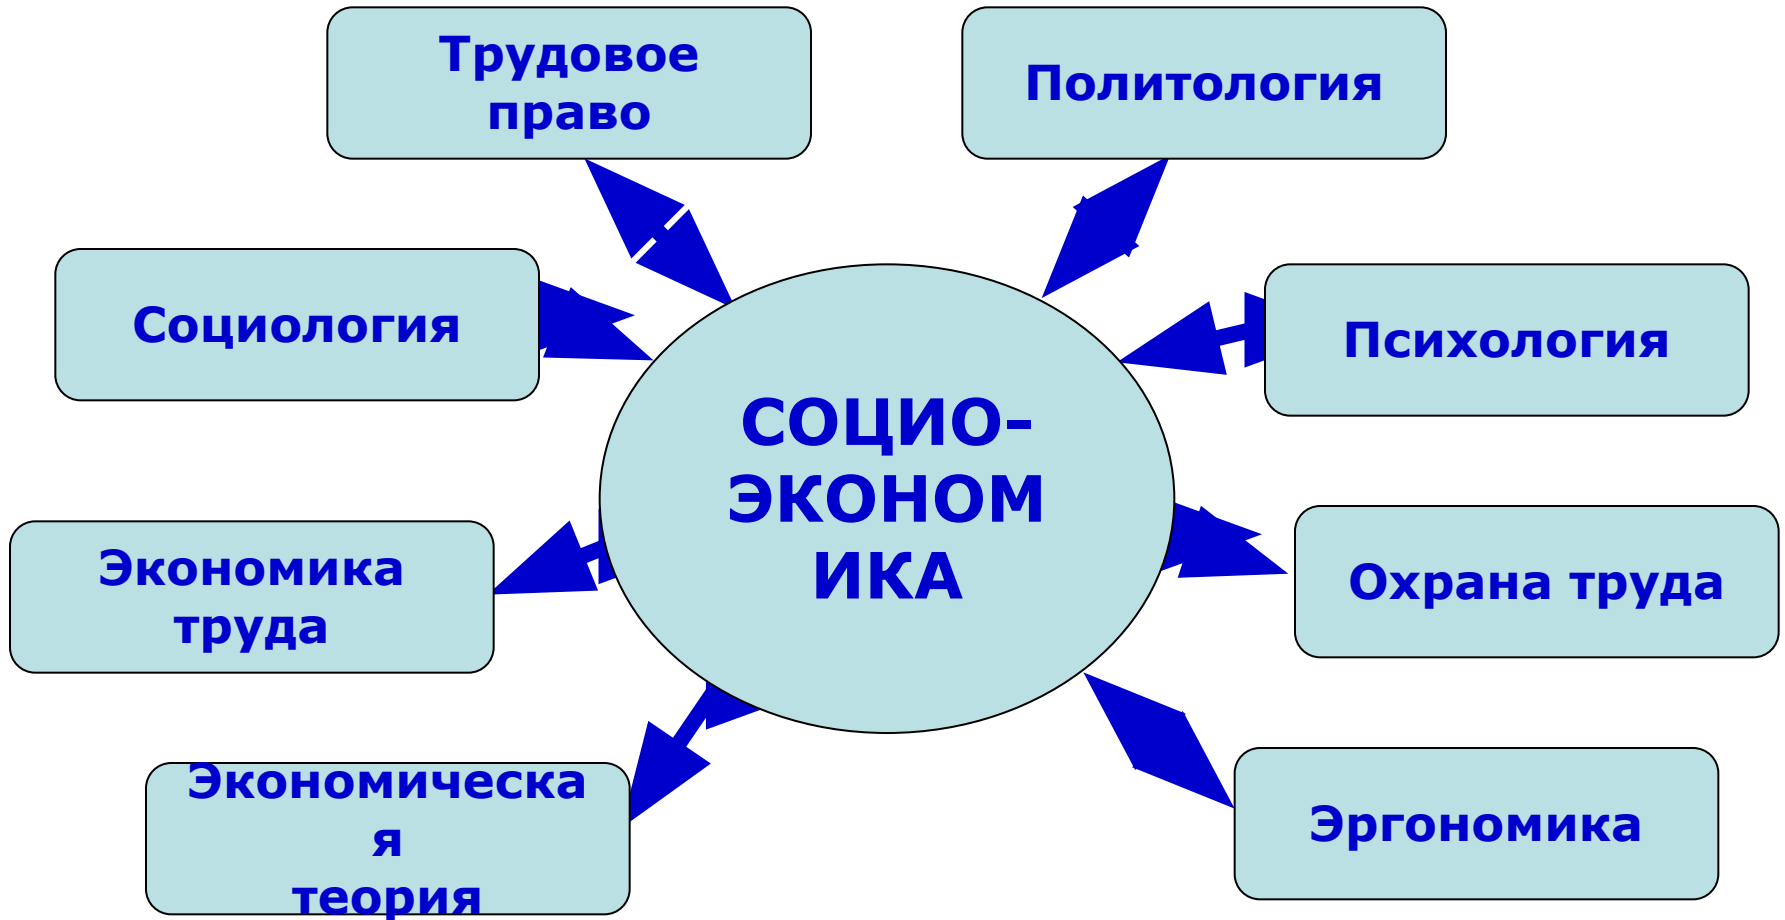 Трудовое
право
Политология
Социология
Психология
СОЦИО–
ЭКОНОМ
ИКА
Экономика
труда
Охрана труда
Экономическа
я
теория
Эргономика